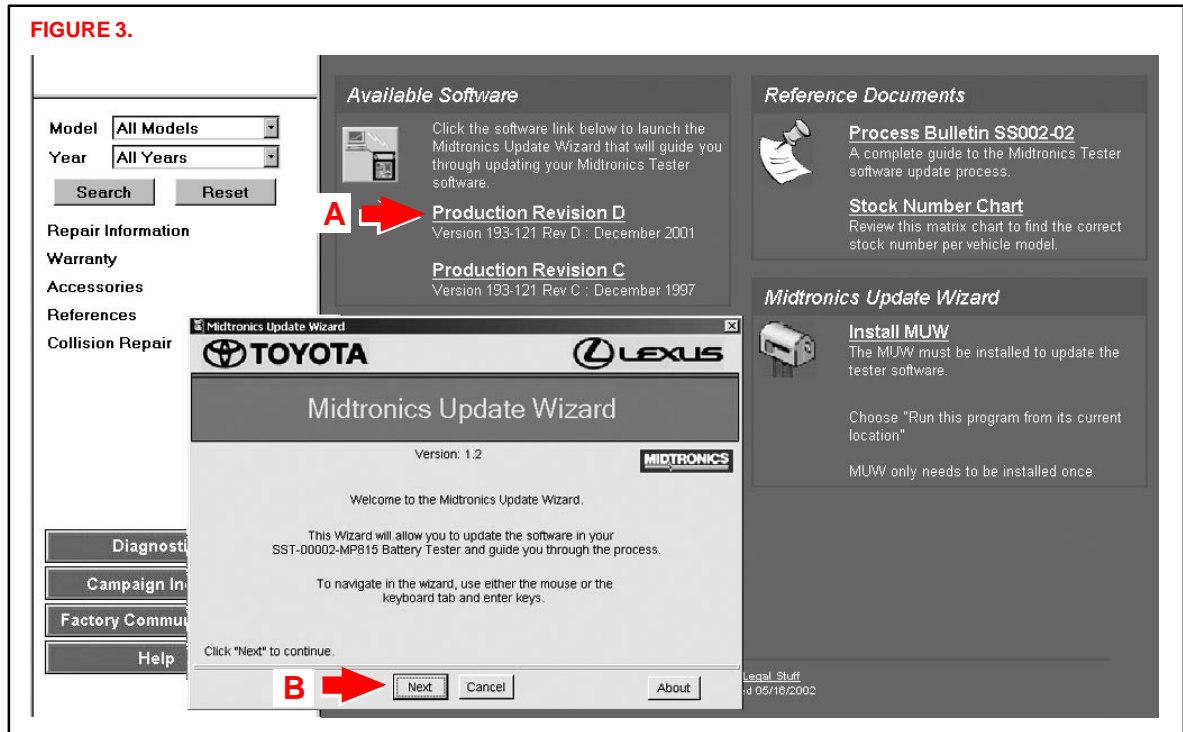 FIGURE 3.
Model All Models
Year All Years
Search Reset
Repair Information
Warranty
Accessories
References
Collision Repair
Diagnosti
Campaign In
Factory Commu
Help
Available Software
Click the software link below to launch the
Midtronics Update Wizard that will guide you
through updating your Midtronics Tester
software.
A
Production Revision D
Version 193-121 Rev D : December 2001
Production Revision C
Version 193-121 Rev C : December 1997
Reference Documents
Process Bulletin SS002-02
A complete guide to the Midtronics Tester
software update process.
Stock Number Chart
Review this matrix chart to find the correct
stock number per vehicle model.
Midtronics Update Wizard
Install MUW
The MUW must be installed to update the
tester software.
Choose "Run this program from its current
location"
MUW only needs to be installed once.
Midtronics Update Wizard
TOYOTA LEXUS
Midtronics Update Wizard
Version: 1.2
MIDTRONICS
Welcome to the Midtronics Update Wizard.
This Wizard will allow you to update the software in your
SST-00002-MP815 Battery Tester and guide you through the process.
To navigate in the wizard, use either the mouse or the
keyboard tab and enter keys.
Click "Next" to continue.
B
Next Cancel About
Legal Stuff
d 05/16/2002